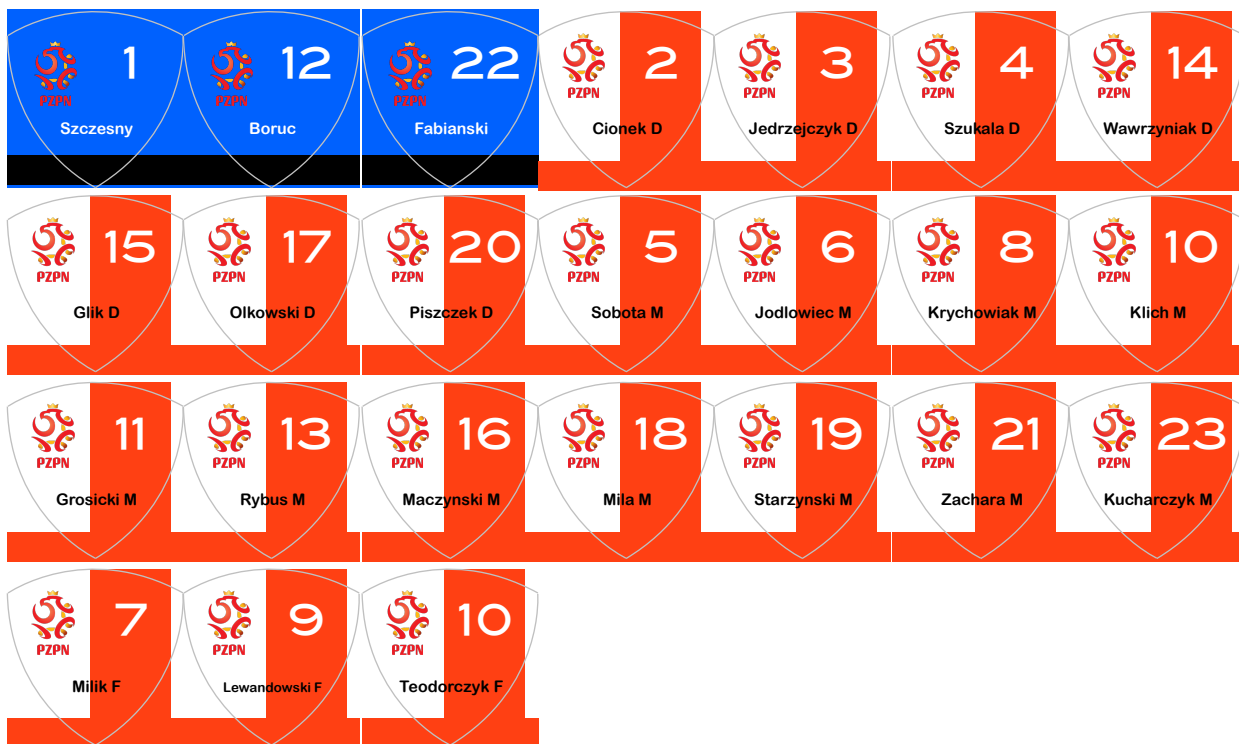 1
PZPN
Szczesny
12
PZPN
Boruc
22
PZPN
Fabianski
2
PZPN
Cionek D
3
PZPN
Jedrzejczyk D
4
PZPN
Szukala D
14
PZPN
Wawrzyniak D
15
PZPN
Glik D
17
PZPN
Olkowski D
20
PZPN
Piszczek D
5
PZPN
Sobota M
6
PZPN
Jodlowiec M
8
PZPN
Krychowiak M
10
PZPN
Klich M
11
PZPN
Grosicki M
13
PZPN
Rybus M
16
PZPN
Maczynski M
18
PZPN
Mila M
19
PZPN
Starzynski M
21
PZPN
Zachara M
23
PZPN
Kucharczyk M
7
PZPN
Milik F
9
PZPN
Lewandowski F
10
PZPN
Teodorczyk F